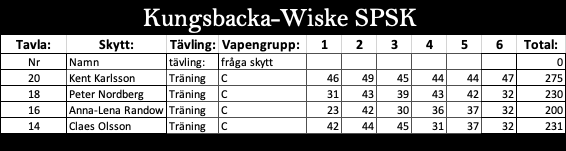 Kungsbacka-Wiske SPSK
Tavla: Skytt: Tävling: Vapengrupp: 1 2 3 4 5 6 Total:
Nr Namn tävling: fråga skytt 0
20 Kent Karlsson Träning C 46 49 45 44 44 47 275
18 Peter Nordberg Träning C 31 43 39 43 42 32 230
16 Anna-Lena Randow Träning C 23 42 30 36 37 32 200
14 Claes Olsson Träning C 42 44 45 31 37 32 231